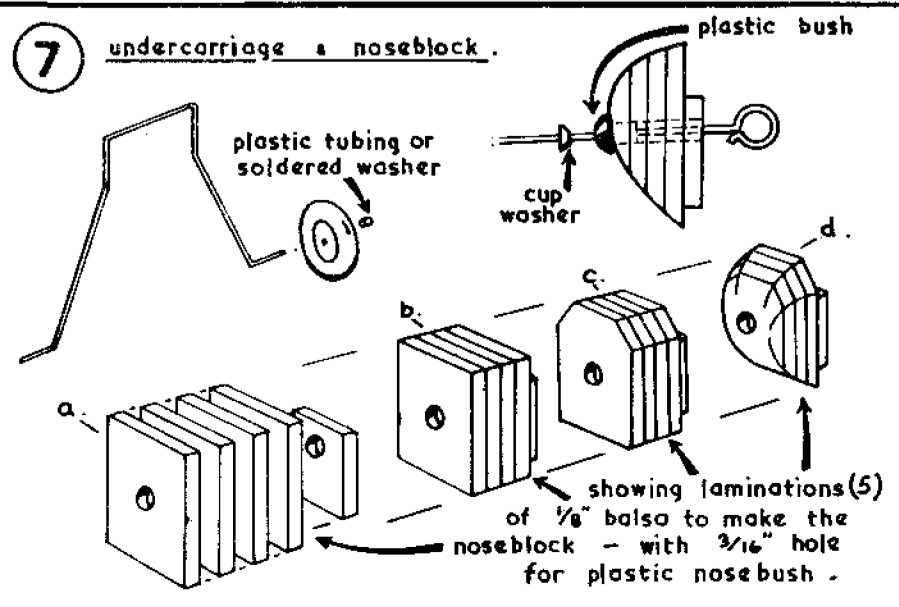 7 undercarriage & noseblock.
plastic bush
plastic tubing or
soldered washer
cup
washer
a.
b.
c.
d.
showing laminations (5)
of 1/8" balsa to make the
noseblock - with 3/16" hole
for plastic nosebush.